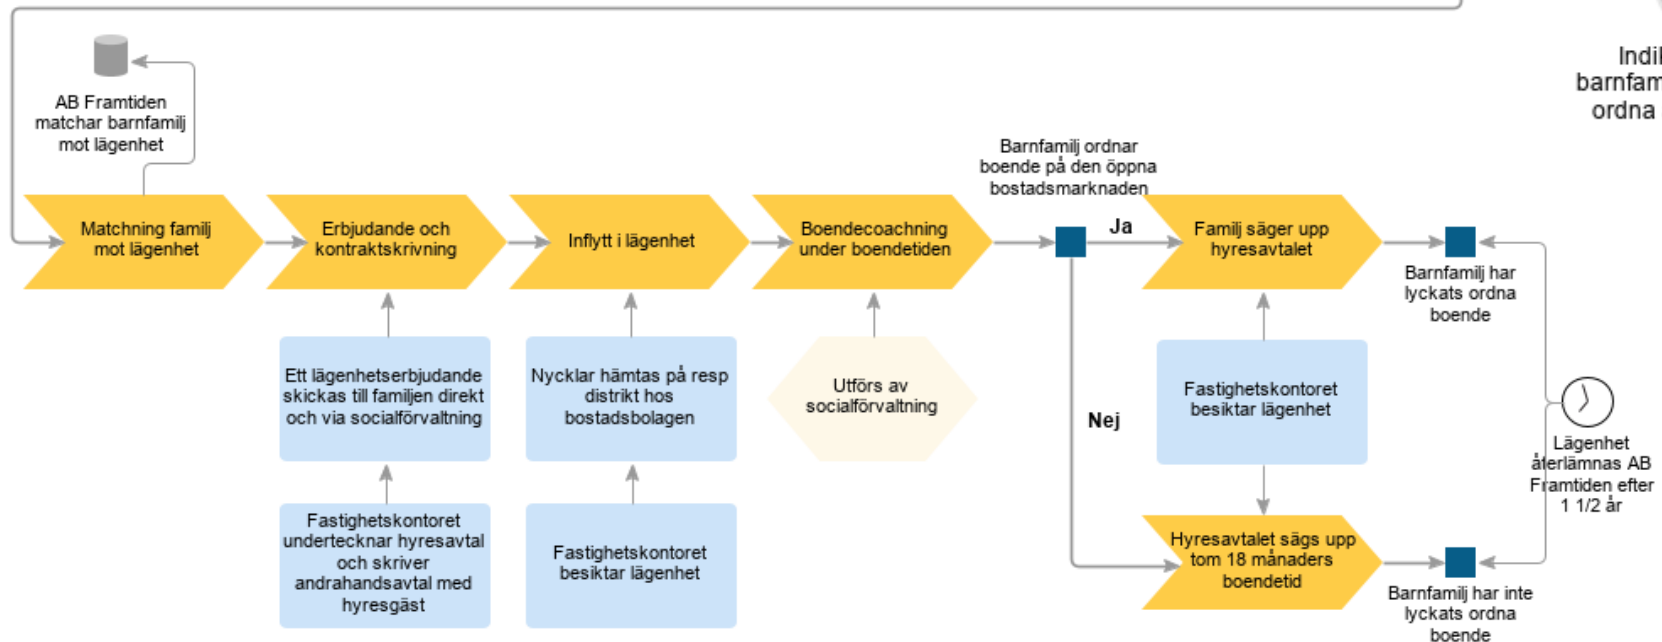 Indil
barnfam
ordna
AB Framtiden
matchar barnfamilj
mot lägenhet
Barnfamilj ordnar
boende på den öppna
bostadsmarknaden
Matchning familj
mot lägenhet
Erbjudande och
kontraktskrivning
Inflytt i lägenhet
Boendecoachning
under boendetiden
Ja
Familj säger upp
hyresavtalet
Barnfamilj har
lyckats ordna
boende
Ett lägenhetserbjudande
skickas till familjen direkt
och via socialförvaltning
Nycklar hämtas på resp
distrikt hos
bostadsbolagen
Utförs av
socialförvaltning
Nej
Fastighetskontoret
besiktar lägenhet
Lägenhet
återlämnas AB
Framtiden efter
1 1/2 år
Fastighetskontoret
undertecknar hyresavtal
och skriver
andrahandsavtal med
hyresgäst
Fastighetskontoret
besiktar lägenhet
Hyresavtalet sägs upp
tom 18 månaders
boendetid
Barnfamilj har inte
lyckats ordna
boende